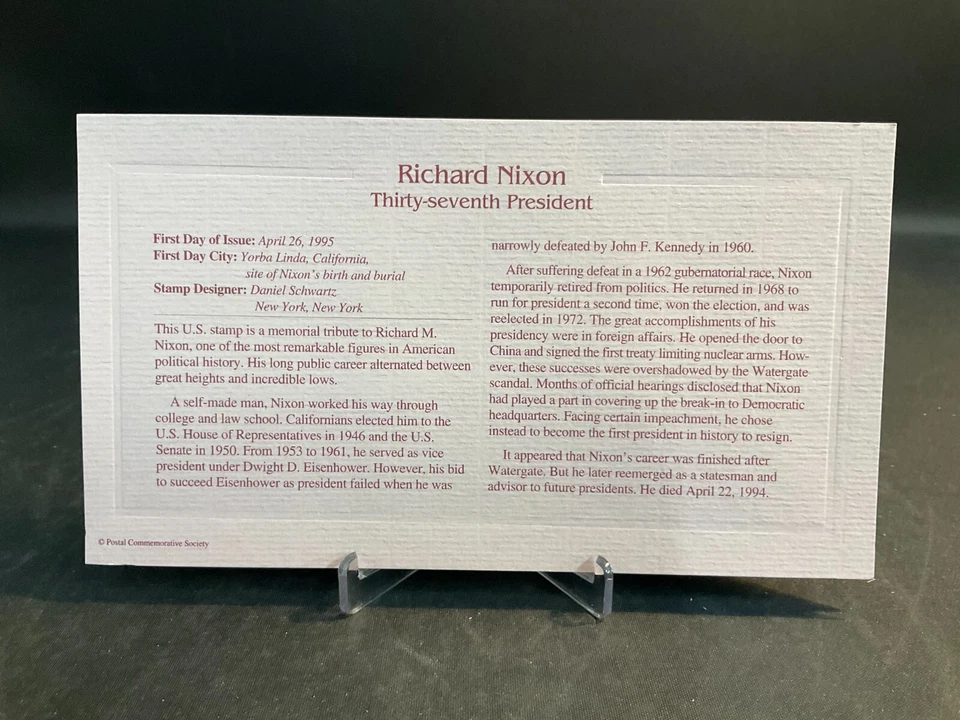 Richard Nixon
Thirty-seventh President
First Day of Issue: April 26, 1995
First Day City: Yorba Linda, California,
site of Nixon's birth and burial
Stamp Designer: Daniel Schwartz
New York, New York
This U.S. stamp is a memorial tribute to Richard M.
Nixon, one of the most remarkable figures in American
political history. His long public career alternated between
great heights and incredible lows.
A self-made man, Nixon worked his way through
college and law school. Californians elected him to the
U.S. House of Representatives in 1946 and the U.S.
Senate in 1950. From 1953 to 1961, he served as vice
president under Dwight D. Eisenhower. However, his bid
to succeed Eisenhower as president failed when he was
narrowly defeated by John F. Kennedy in 1960.
After suffering defeat in a 1962 gubernatorial race, Nixon
temporarily retired from politics. He returned in 1968 to
run for president a second time, won the election, and was
reelected in 1972. The great accomplishments of his
presidency were in foreign affairs. He opened the door to
China and signed the first treaty limiting nuclear arms. How-
ever, these successes were overshadowed by the Watergate
scandal. Months of official hearings disclosed that Nixon
had played a part in covering up the break-in to Democratic
headquarters. Facing certain impeachment, he chose
instead to become the first president in history to resign.
It appeared that Nixon's career was finished after
Watergate. But he later reemerged as a statesman and
advisor to future presidents. He died April 22, 1994.
© Postal Commemorative Society